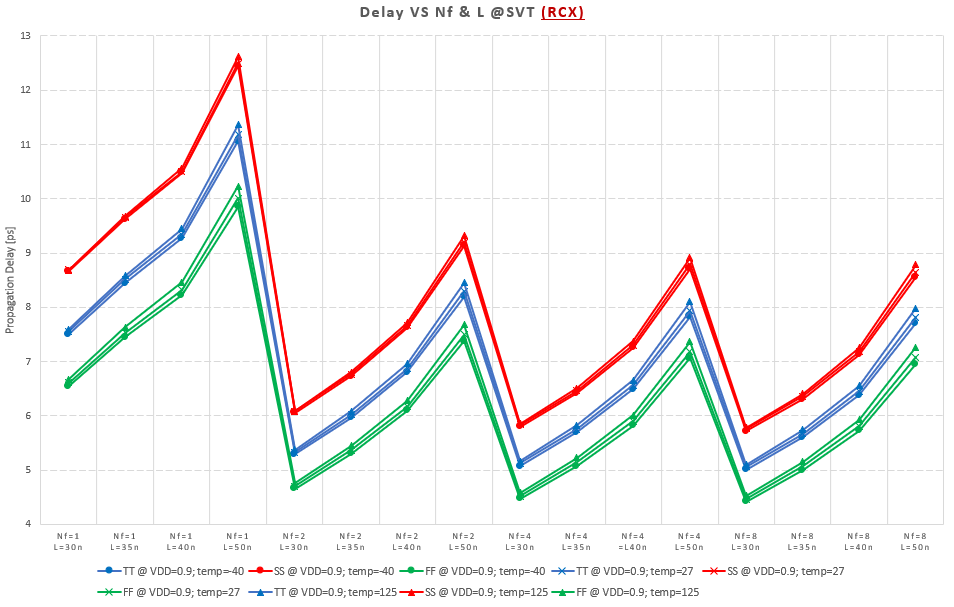 Delay VS Nf & L @SVT (RCX)
13
12
11
10
9
8
7
6
5
4
Propagation Delay [ps]
Nf=1 L=30n
Nf=1 L=35n
Nf=1 L=40n
Nf=1 L=50n
Nf=2 L=30n
Nf=2 L=35n
Nf=2 L=40n
Nf=2 L=50n
Nf=4 L=30n
Nf=4 L=35n
Nf=4 =L40n
Nf=4 L=50n
Nf=8 L=30n
Nf=8 L=35n
Nf=8 L=40n
Nf=8 L=50n
TT @ VDD=0.9; temp=-40 SS @ VDD=0.9; temp=-40 FF @ VDD=0.9; temp=-40 TT @ VDD=0.9; temp=27 SS @ VDD=0.9; temp=27
FF @ VDD=0.9; temp=27 TT @ VDD=0.9; temp=125 SS @ VDD=0.9; temp=125 FF @ VDD=0.9; temp=125